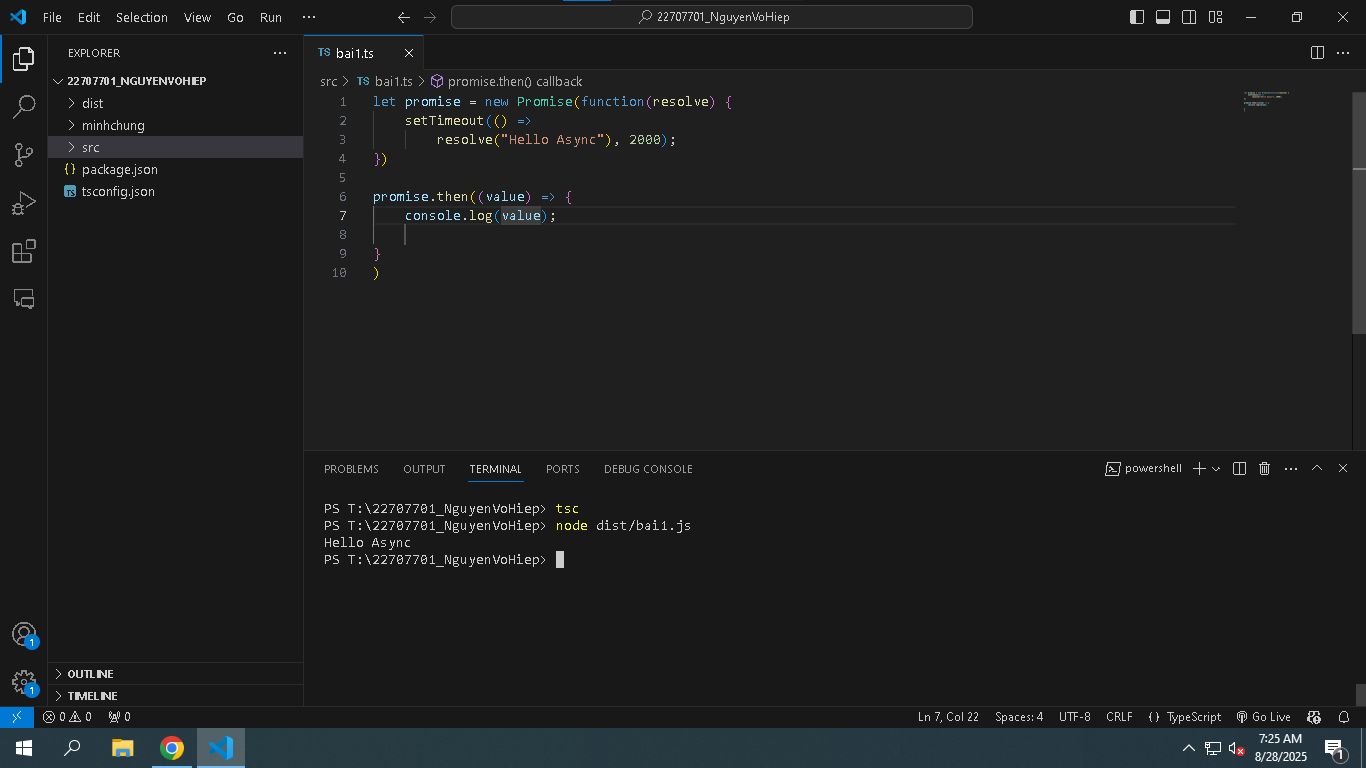 File Edit Selection View Go Run ··· 22707701_NguyenVoHiep
EXPLORER ···
22707701_NGUYENVOHIEP
dist
minhchung
src
{} package.json
TS tsconfig.json
OUTLINE
TIMELINE
TS bai1.ts
src > TS bai1.ts > promise.then() callback
1 let promise = new Promise(function(resolve) {
2 setTimeout(() =>
3 resolve("Hello Async"), 2000);
4 })
5
6 promise.then((value) => {
7 console.log(value);
8
9 }
10 )
PROBLEMS OUTPUT TERMINAL PORTS DEBUG CONSOLE powershell
PS T:\22707701_NguyenVoHiep> tsc
PS T:\22707701_NguyenVoHiep> node dist/bai1.js
Hello Async
PS T:\22707701_NguyenVoHiep>
1
1
0 0 0 Ln 7, Col 22 Spaces: 4 UTF-8 CRLF {} TypeScript Go Live
7:25 AM
8/28/2025
1